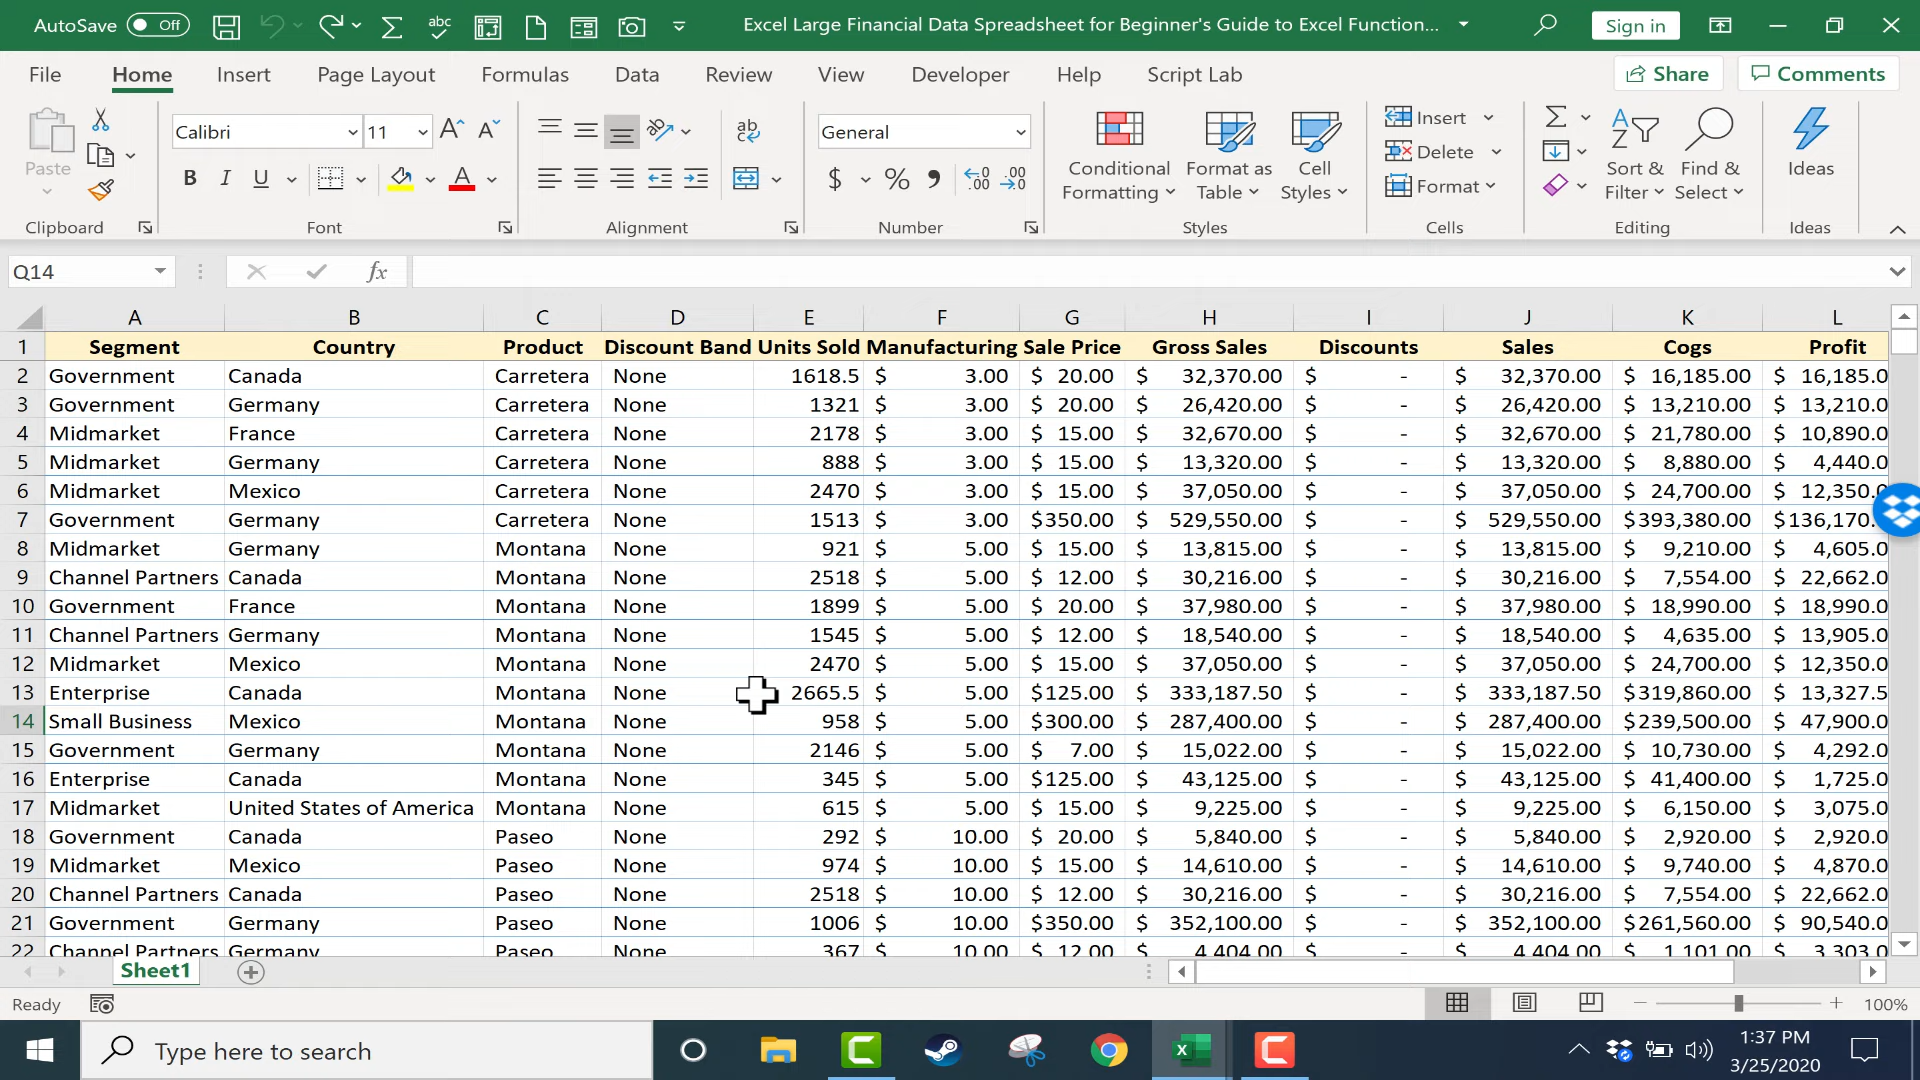 AutoSave Off Excel Large Financial Data Spreadsheet for Beginner's Guide to Excel Function... Sign in
File Home Insert Page Layout Formulas Data Review View Developer Help Script Lab Share Comments
Paste Calibri 11 General Conditional Formatting Format as Table Cell Styles Insert Delete Format Sort & Filter Find & Select Ideas
Clipboard Font Alignment Number Styles Cells Editing Ideas
Q14 fx
A B C D E F G H I J K L
1 Segment Country Product Discount Band Units Sold Manufacturing Sale Price Gross Sales Discounts Sales Cogs Profit
2 Government Canada Carretera None 1618.5 $ 3.00 $ 20.00 $ 32,370.00 $ - $ 32,370.00 $ 16,185.00 $ 16,185.0
3 Government Germany Carretera None 1321 $ 3.00 $ 20.00 $ 26,420.00 $ - $ 26,420.00 $ 13,210.00 $ 13,210.0
4 Midmarket France Carretera None 2178 $ 3.00 $ 15.00 $ 32,670.00 $ - $ 32,670.00 $ 21,780.00 $ 10,890.0
5 Midmarket Germany Carretera None 888 $ 3.00 $ 15.00 $ 13,320.00 $ - $ 13,320.00 $ 8,880.00 $ 4,440.0
6 Midmarket Mexico Carretera None 2470 $ 3.00 $ 15.00 $ 37,050.00 $ - $ 37,050.00 $ 24,700.00 $ 12,350.0
7 Government Germany Carretera None 1513 $ 3.00 $350.00 $ 529,550.00 $ - $ 529,550.00 $393,380.00 $136,170.
8 Midmarket Germany Montana None 921 $ 5.00 $ 15.00 $ 13,815.00 $ - $ 13,815.00 $ 9,210.00 $ 4,605.0
9 Channel Partners Canada Montana None 2518 $ 5.00 $ 12.00 $ 30,216.00 $ - $ 30,216.00 $ 7,554.00 $ 22,662.0
10 Government France Montana None 1899 $ 5.00 $ 20.00 $ 37,980.00 $ - $ 37,980.00 $ 18,990.00 $ 18,990.0
11 Channel Partners Germany Montana None 1545 $ 5.00 $ 12.00 $ 18,540.00 $ - $ 18,540.00 $ 4,635.00 $ 13,905.0
12 Midmarket Mexico Montana None 2470 $ 5.00 $ 15.00 $ 37,050.00 $ - $ 37,050.00 $ 24,700.00 $ 12,350.0
13 Enterprise Canada Montana None 2665.5 $ 5.00 $125.00 $ 333,187.50 $ - $ 333,187.50 $319,860.00 $ 13,327.5
14 Small Business Mexico Montana None 958 $ 5.00 $300.00 $ 287,400.00 $ - $ 287,400.00 $239,500.00 $ 47,900.0
15 Government Germany Montana None 2146 $ 5.00 $ 7.00 $ 15,022.00 $ - $ 15,022.00 $ 10,730.00 $ 4,292.0
16 Enterprise Canada Montana None 345 $ 5.00 $125.00 $ 43,125.00 $ - $ 43,125.00 $ 41,400.00 $ 1,725.0
17 Midmarket United States of America Montana None 615 $ 5.00 $ 15.00 $ 9,225.00 $ - $ 9,225.00 $ 6,150.00 $ 3,075.0
18 Government Canada Paseo None 292 $ 10.00 $ 20.00 $ 5,840.00 $ - $ 5,840.00 $ 2,920.00 $ 2,920.0
19 Midmarket Mexico Paseo None 974 $ 10.00 $ 15.00 $ 14,610.00 $ - $ 14,610.00 $ 9,740.00 $ 4,870.0
20 Channel Partners Canada Paseo None 2518 $ 10.00 $ 12.00 $ 30,216.00 $ - $ 30,216.00 $ 7,554.00 $ 22,662.0
21 Government Germany Paseo None 1006 $ 10.00 $350.00 $ 352,100.00 $ - $ 352,100.00 $261,560.00 $ 90,540.0
22 Channel Partners Germany Paseo None 367 $ 10.00 $ 12.00 $ 4,404.00 $ - $ 4,404.00 $ 1,101.00 $ 3,303.0
Sheet1
Ready 100%
Type here to search 1:37 PM
3/25/2020